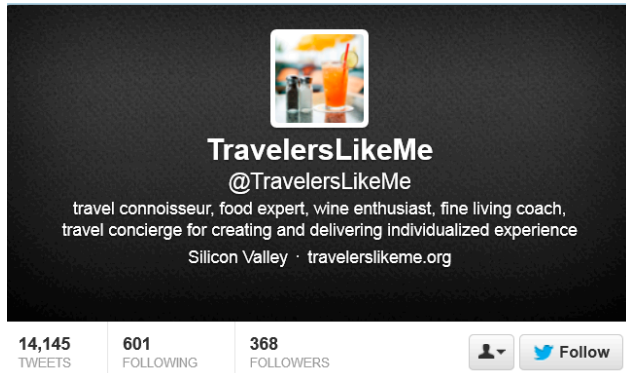 TravelersLikeMe
@TravelersLikeMe
travel connoisseur, food expert, wine enthusiast, fine living coach,
travel concierge for creating and delivering individualized experience
Silicon Valley · travelerslikeme.org
14,145 601 368
TWEETS FOLLOWING FOLLOWERS
Follow